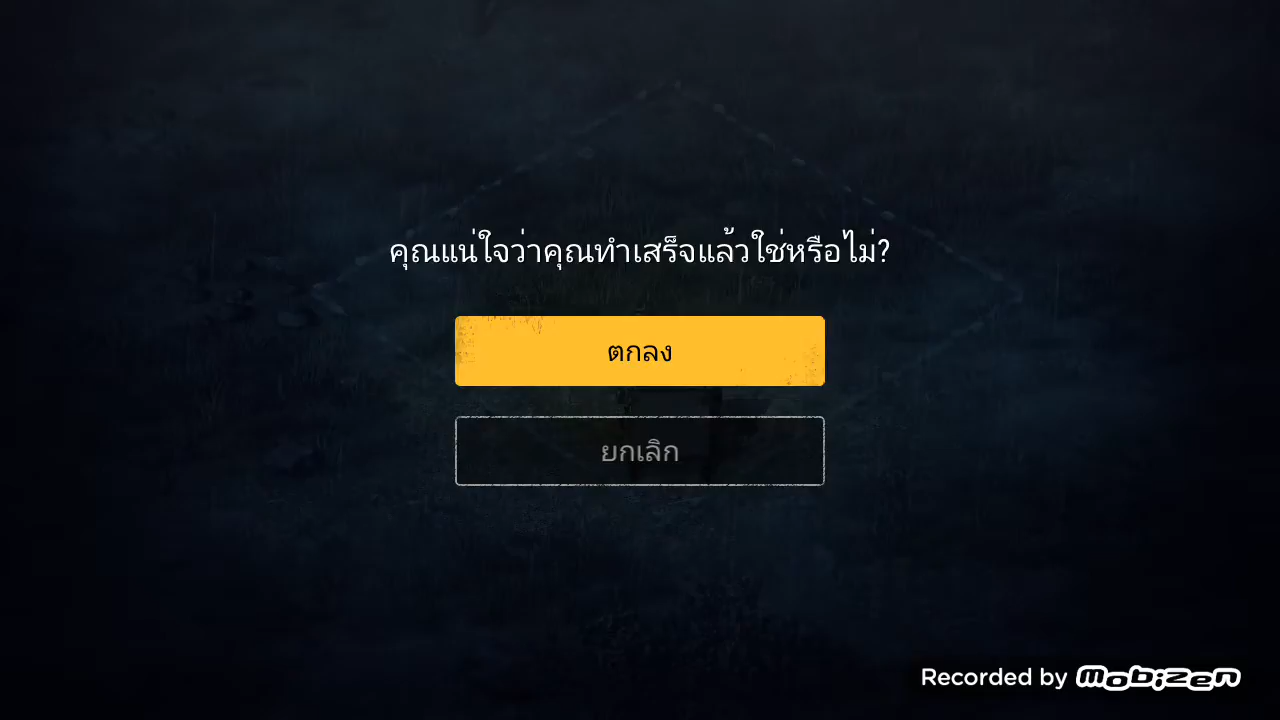 คุณแน่ใจว่าคุณทำเสร็จแล้วใช่หรือไม่?
ตกลง
ยกเลิก
Recorded by mobizen